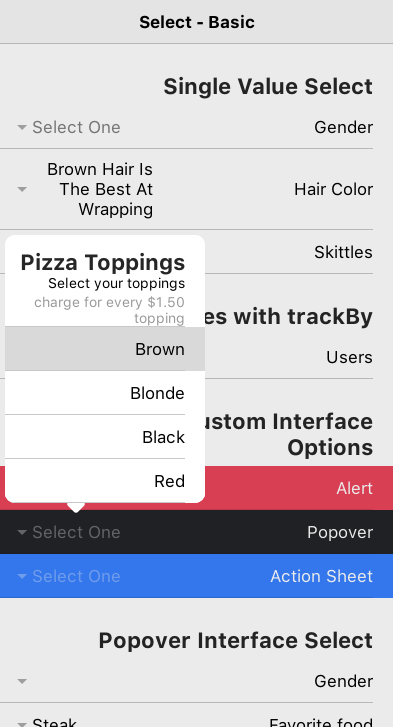 Select - Basic
Single Value Select
Select One
Gender
Brown Hair Is
The Best At
Wrapping
Hair Color
Skittles
es with trackBy
Users
ustom Interface
Options
Pizza Toppings
Select your toppings
charge for every $1.50
topping
Brown
Blonde
Black
Red
Alert
Select One
Popover
Select One
Action Sheet
Popover Interface Select
Gender
Steak
Favorite food